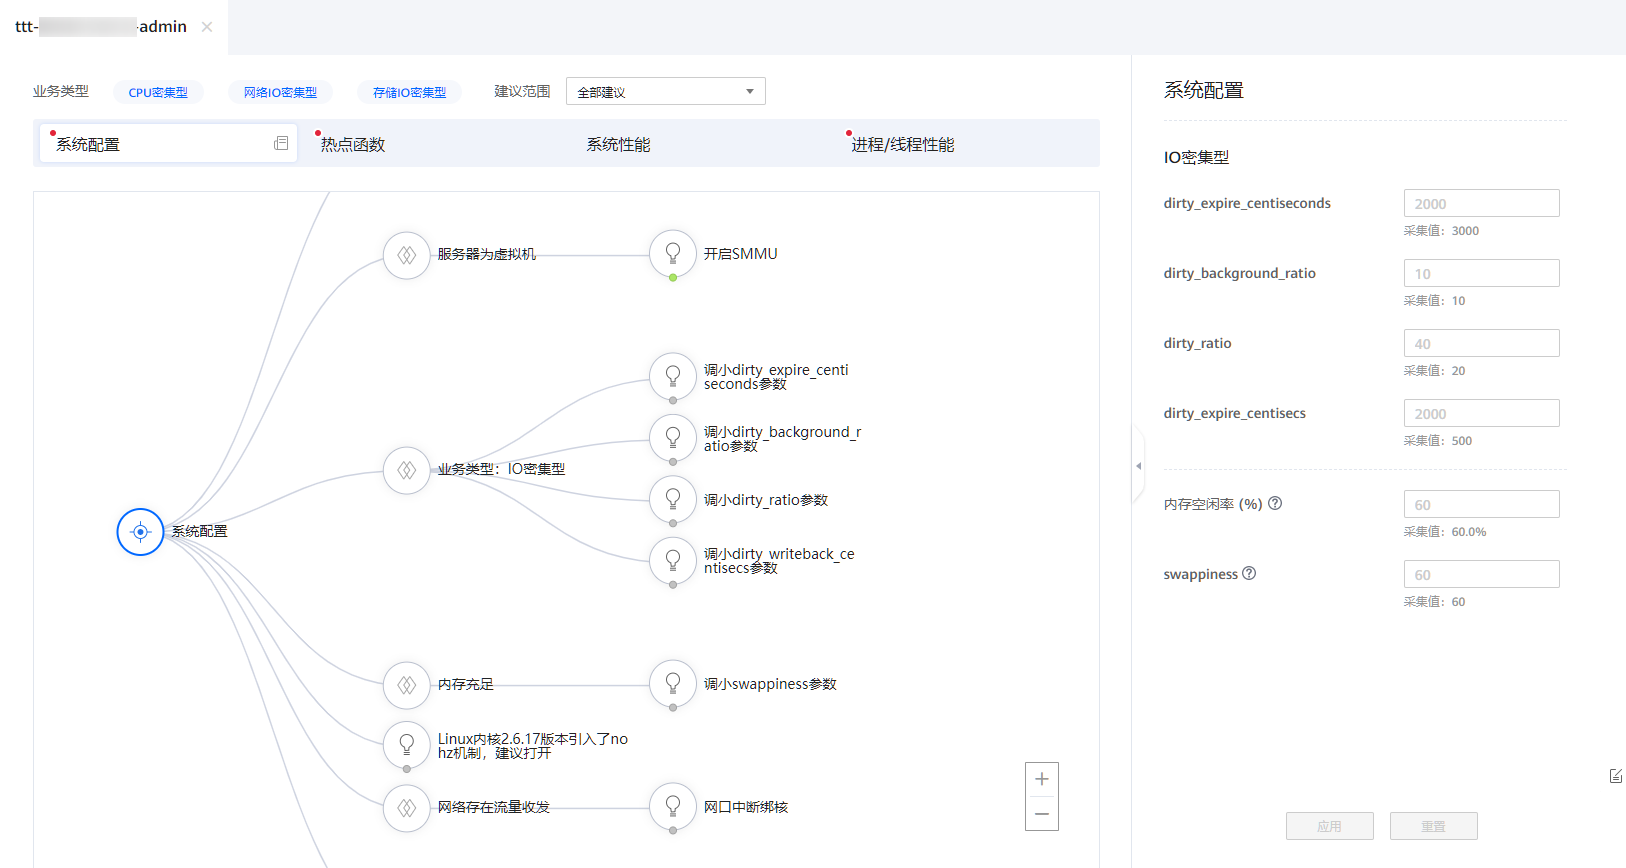 ttt-
-admin
业务类型
CPU密集型
网络IO密集型
存储IO密集型
建议范围
全部建议
系统配置
热点函数
系统性能
进程/线程性能
服务器为虚拟机
开启SMMU
调小dirty_expire_centi
seconds参数
调小dirty_background_r
atio参数
业务类型：IO密集型
调小dirty_ratio参数
系统配置
调小dirty_writeback_ce
ntisecs参数
内存充足
调小swappiness参数
Linux内核2.6.17版本引入了no
hz机制，建议打开
网络存在流量收发
网口中断绑核
系统配置
IO密集型
dirty_expire_centiseconds
2000
采集值：3000
dirty_background_ratio
10
采集值：10
dirty_ratio
40
采集值：20
dirty_expire_centisecs
2000
采集值：500
内存空闲率 (%)
60
采集值：60.0%
swappiness
60
采集值：60
应用
重置